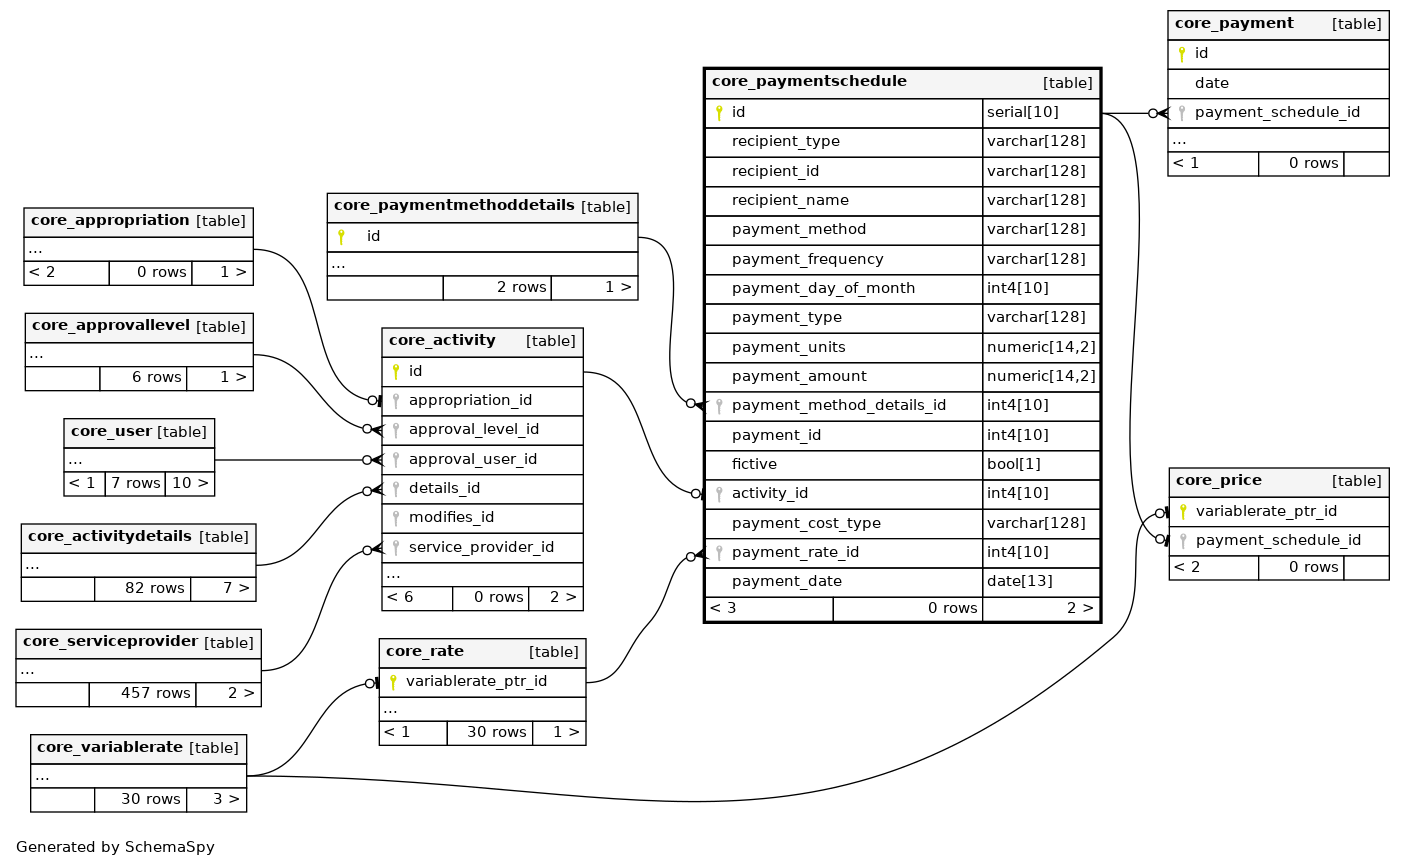 core_payment [table]
id
date
payment_schedule_id
...
< 1 0 rows
core_paymentschedule [table]
id serial[10]
recipient_type varchar[128]
recipient_id varchar[128]
recipient_name varchar[128]
payment_method varchar[128]
payment_frequency varchar[128]
payment_day_of_month int4[10]
payment_type varchar[128]
payment_units numeric[14,2]
payment_amount numeric[14,2]
payment_method_details_id int4[10]
payment_id int4[10]
fictive bool[1]
activity_id int4[10]
payment_cost_type varchar[128]
payment_rate_id int4[10]
payment_date date[13]
< 3 0 rows 2 >
core_paymentmethoddetails [table]
id
...
2 rows 1 >
core_appropriation [table]
...
< 2 0 rows 1 >
core_approvallevel [table]
...
6 rows 1 >
core_user [table]
...
< 1 7 rows 10 >
core_activitydetails [table]
...
82 rows 7 >
core_serviceprovider [table]
...
457 rows 2 >
core_variablerate [table]
...
30 rows 3 >
core_activity [table]
id
appropriation_id
approval_level_id
approval_user_id
details_id
modifies_id
service_provider_id
...
< 6 0 rows 2 >
core_rate [table]
variablerate_ptr_id
...
< 1 30 rows 1 >
core_price [table]
variablerate_ptr_id
payment_schedule_id
< 2 0 rows
Generated by SchemaSpy